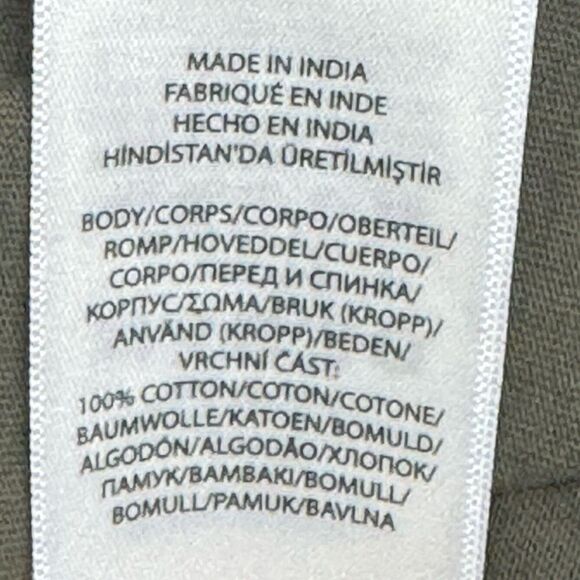 MADE IN INDIA
FABRIQUÉ EN INDE
HECHO EN INDIA
HİNDİSTAN'DA ÜRETİLMİŞTİR
BODY/CORPS/CORPO/OBERTEIL/
ROMP/HOVEDDEL/CUERPO/
CORPO/ПЕРЕД И СПИНКА/
КОРПУС/ΣΩΜΑ/BRUK (KROPP)/
ANVÄND (KROPP)/BEDEN/
VRCHNÍ ČÁST:
100% COTTON/COTON/COTONE/
BAUMWOLLE/KATOEN/BOMULD/
ALGODÓN/ALGODÃO/ХЛОПОК/
ПАМУК/ΒΑΜΒΑΚΙ/BOMULL/
BOMULL/PAMUK/BAVLNA